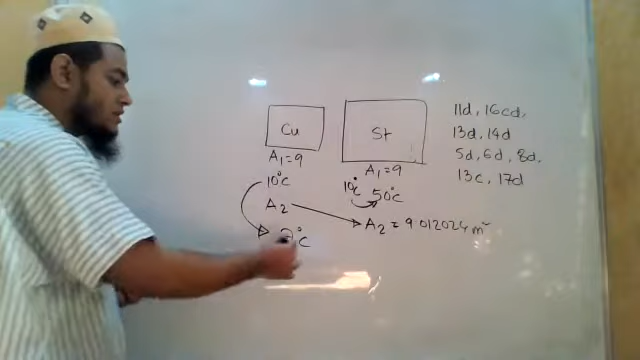 Cu
St
A₁=9
A₁=9
10°C
10°C 50°C
A₂
A₂ = 9.012024 m²
?°C
11d, 16cd,
13d, 14d
5d, 6d, 8d,
13c, 17d